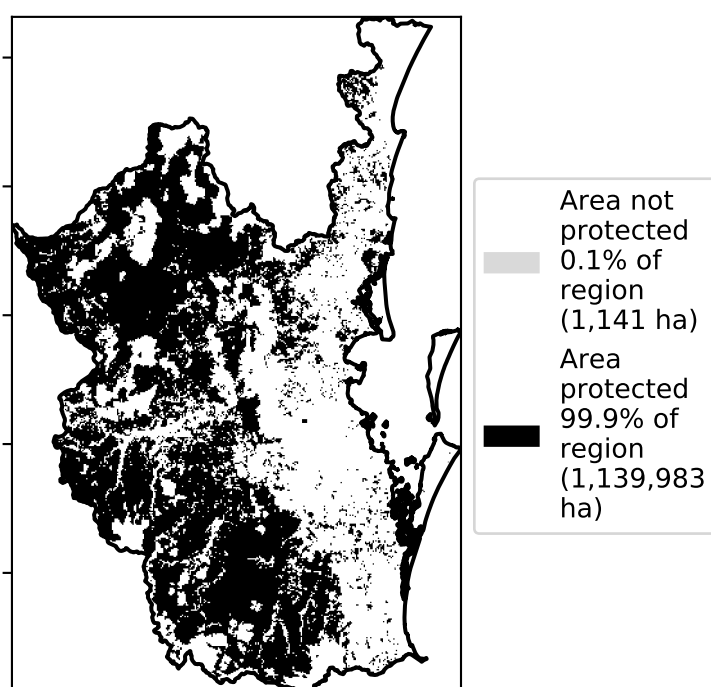 Area not
protected
0.1% of
region
(1,141 ha)
Area
protected
99.9% of
region
(1,139,983
ha)